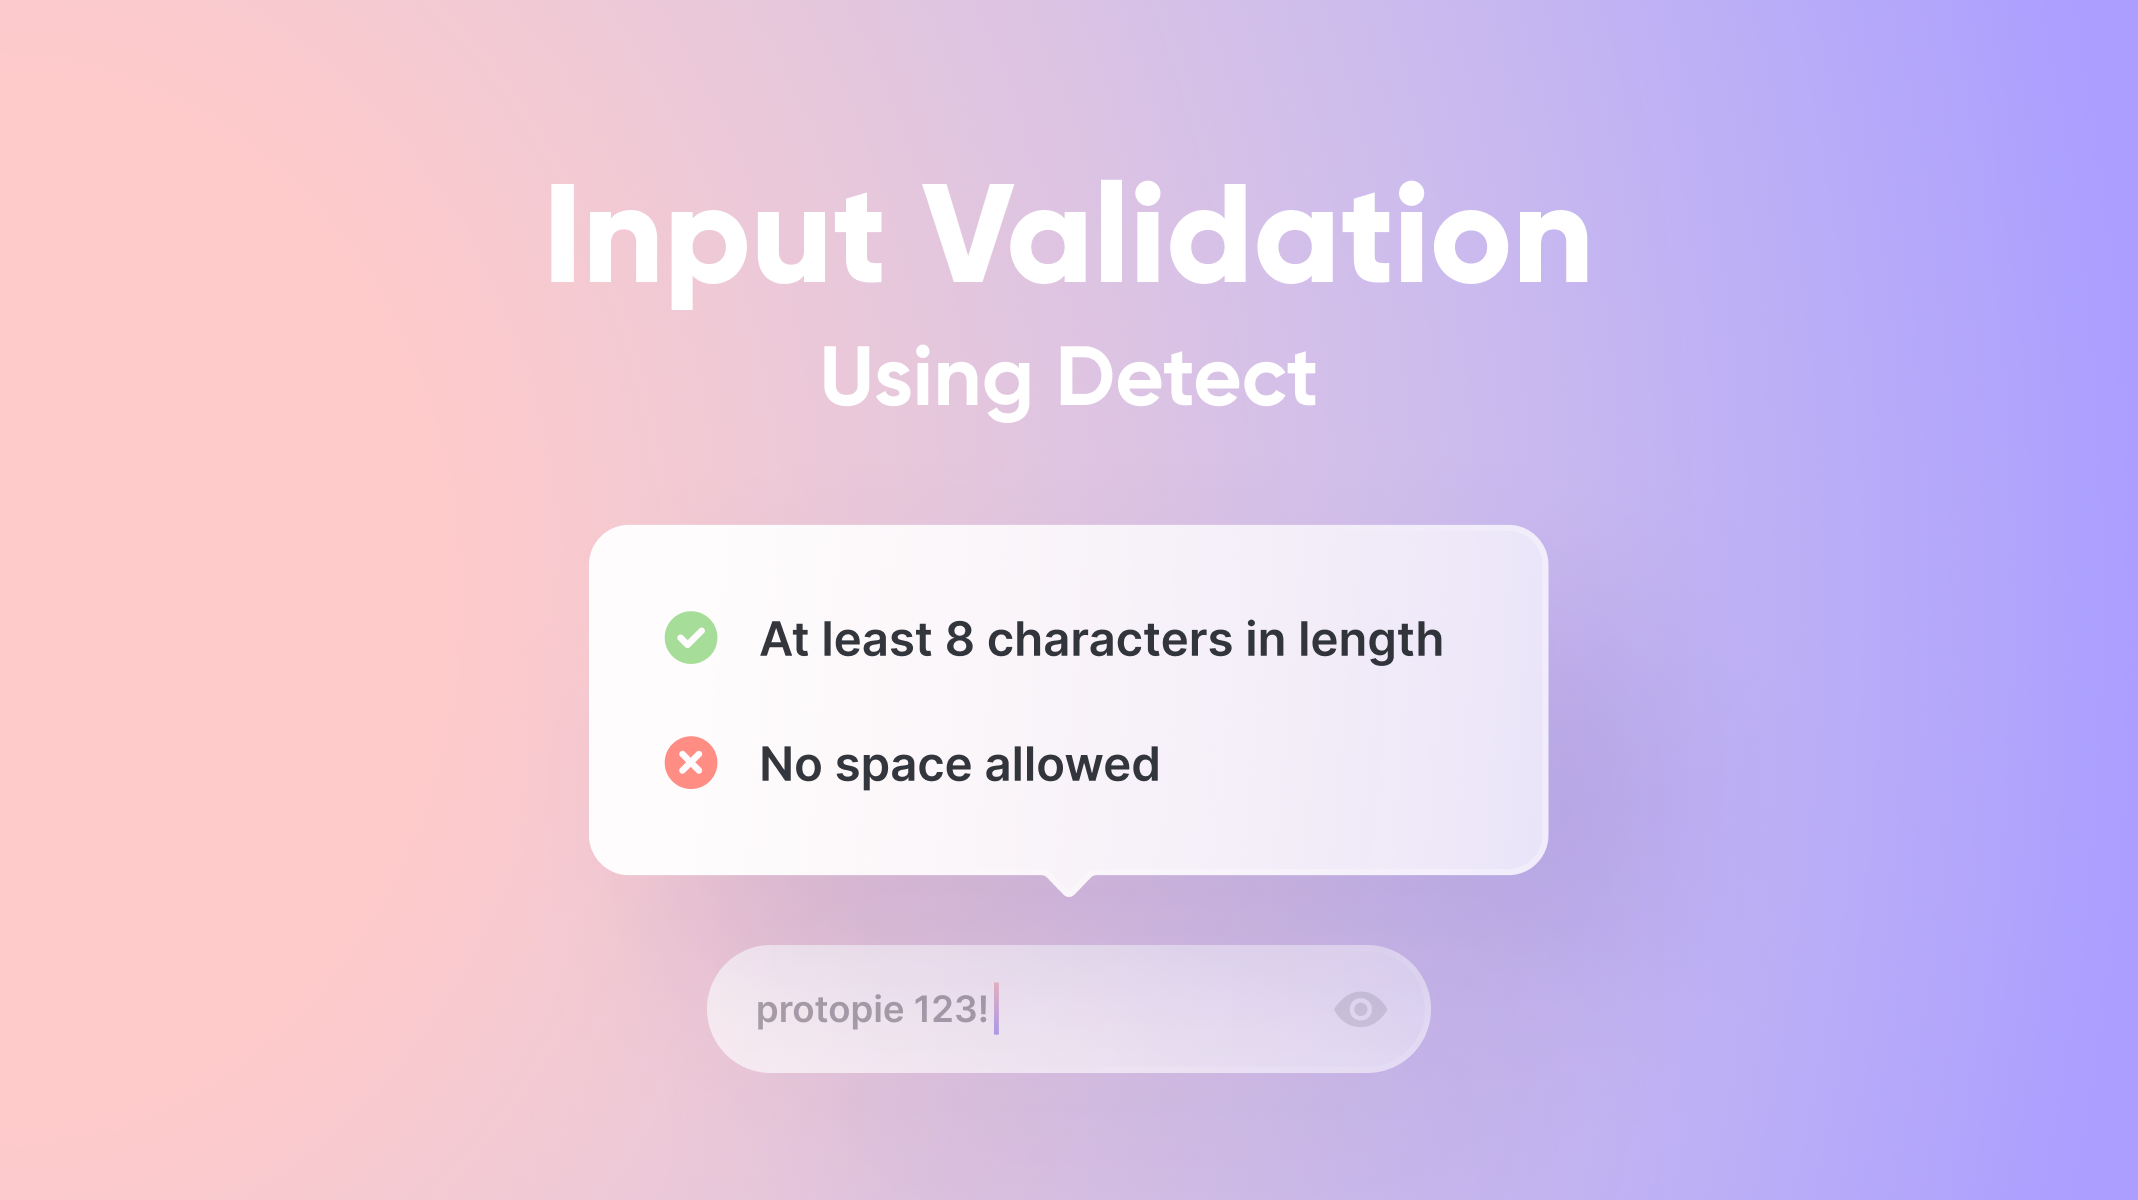 Input Validation
Using Detect
At least 8 characters in length
No space allowed
protopie 123!